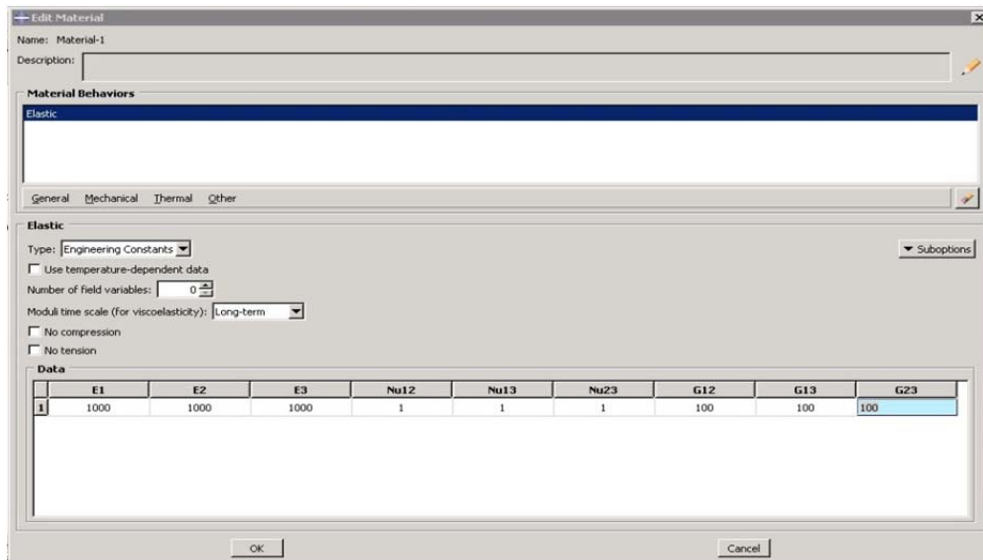 Edit Material
Name: Material-1
Description:
Material Behaviors
Elastic
General Mechanical Thermal Other
Elastic
Type: Engineering Constants
Suboptions
Use temperature-dependent data
Number of field variables: 0
Moduli time scale (for viscoelasticity): Long-term
No compression
No tension
Data
E1 E2 E3 Nu12 Nu13 Nu23 G12 G13 G23
1 1000 1000 1000 1 1 1 100 100 100
OK Cancel